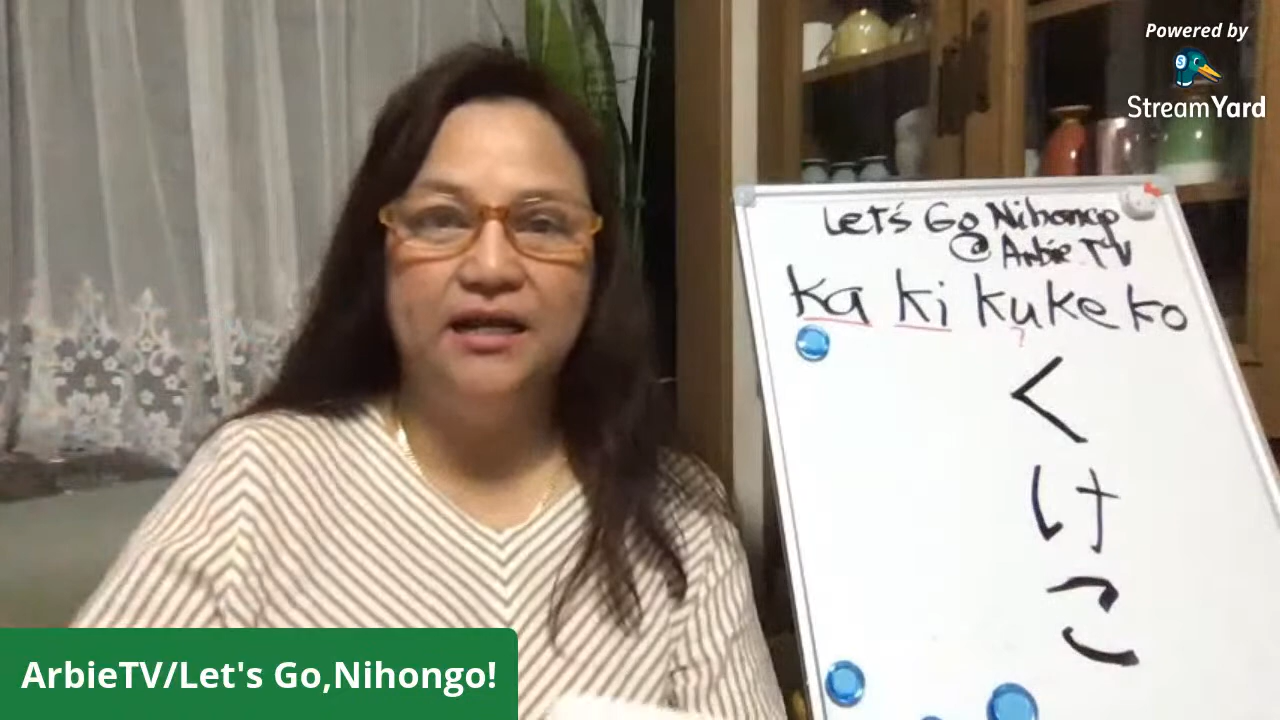 Powered by
StreamYard
Let's Go Nihongo
@ Arbie TV
ka ki ku ke ko
?
く
け
こ
ArbieTV/Let's Go,Nihongo!